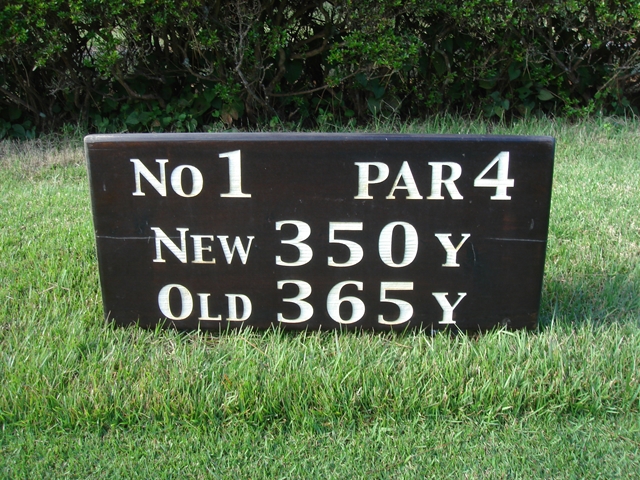 No 1 PAR 4
NEW 350 Y
OLD 365 Y